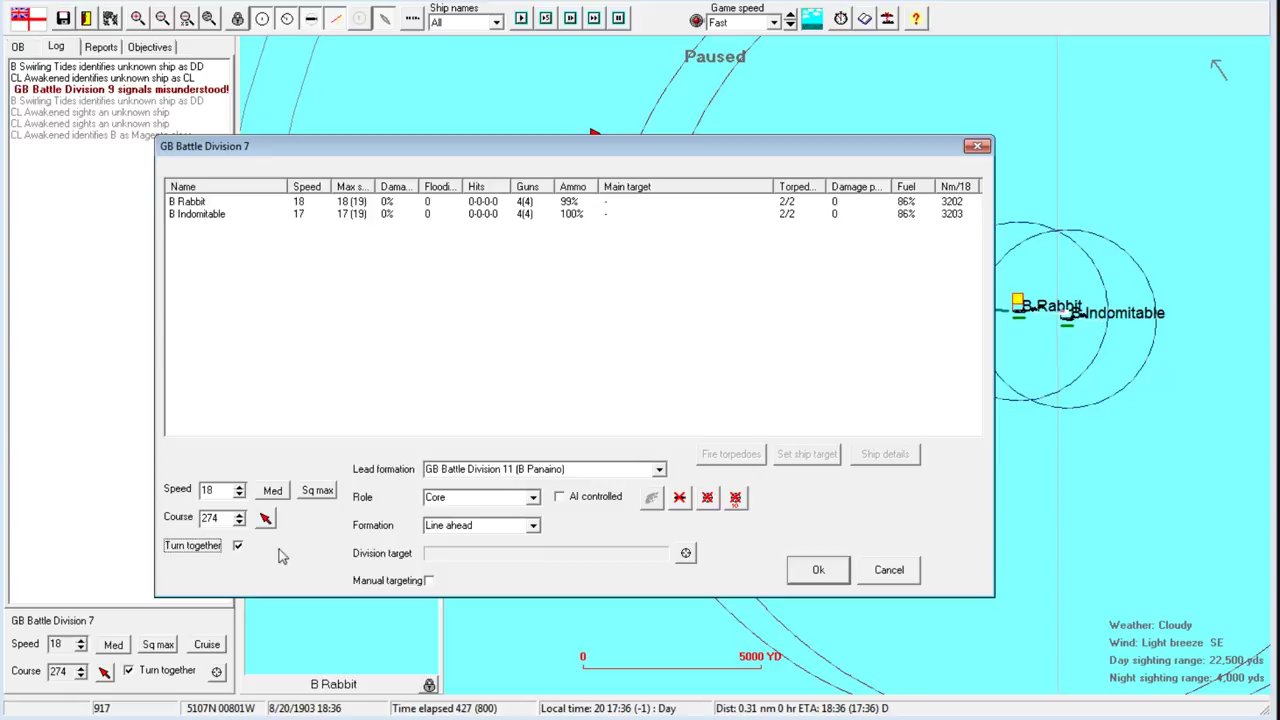 Ship names
All
Game speed
Fast
?
OB Log Reports Objectives
Paused
B Swirling Tides identifies unknown ship as DD
CL Awakened identifies unknown ship as CL
GB Battle Division 9 signals misunderstood!
B Swirling Tides identifies unknown ship as DD
CL Awakened sights an unknown ship
CL Awakened sights an unknown ship
CL Awakened identifies B as Magenta
GB Battle Division 7
Name Speed Max s... Dama... Floodi... Hits Guns Ammo Main target Torped... Damage p... Fuel Nm/18
B Rabbit 18 18 (19) 0% 0 0-0-0-0 4(4) 99% - 2/2 0 86% 3202
B Indomitable 17 17 (19) 0% 0 0-0-0-0 4(4) 100% - 2/2 0 86% 3203
B Rabbit
B Indomitable
Fire torpedoes Set ship target Ship details
Lead formation GB Battle Division 11 (B Panaino)
Speed 18 Med Sq max
Role Core AI controlled
10
Course 274
Formation Line ahead
Turn together
Division target
Manual targeting
Ok Cancel
GB Battle Division 7
Speed 18 Med Sq max Cruise
Course 274 Turn together
B Rabbit
0 5000 YD
Weather: Cloudy
Wind: Light breeze SE
Day sighting range: 22,500 yds
Night sighting range: 4,000 yds
917 5107N 00801W 8/20/1903 18:36 Time elapsed 427 (800) Local time: 20 17:36 (-1) : Day Dist: 0.31 nm 0 hr ETA: 18:36 (17:36) D